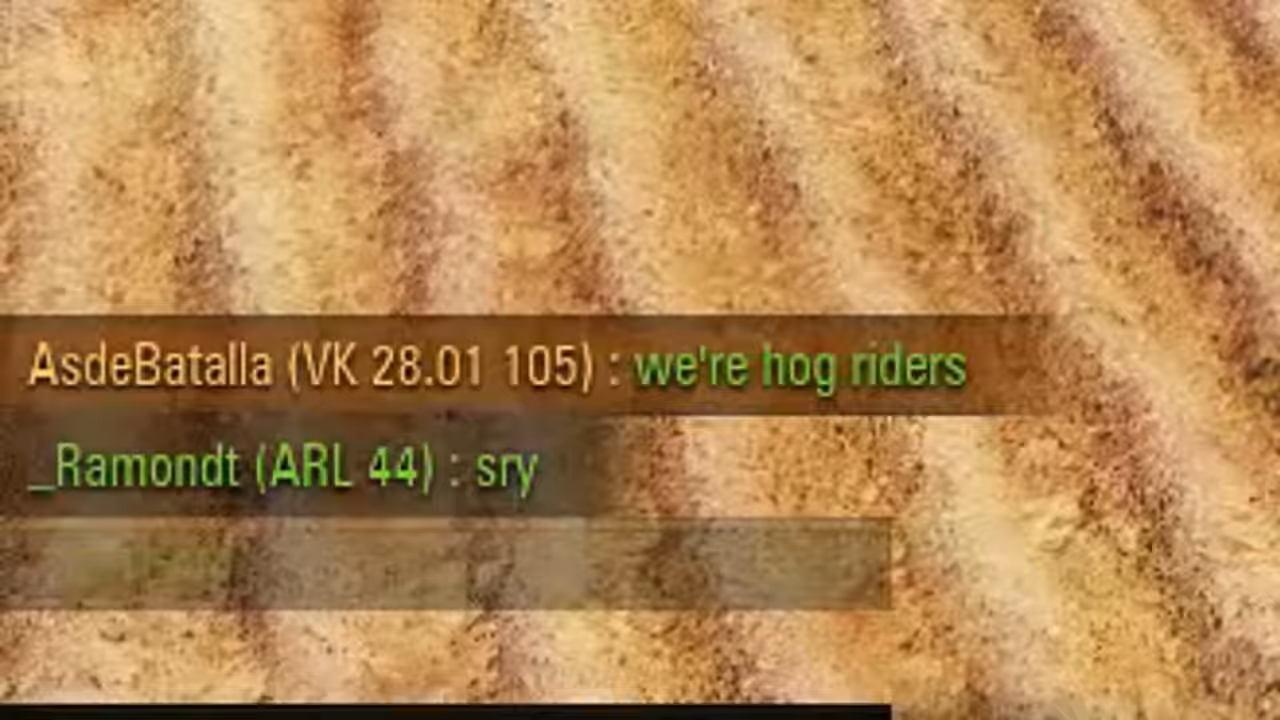 AsdeBatalla (VK 28.01 105) : we're hog riders
_Ramondt (ARL 44) : sry